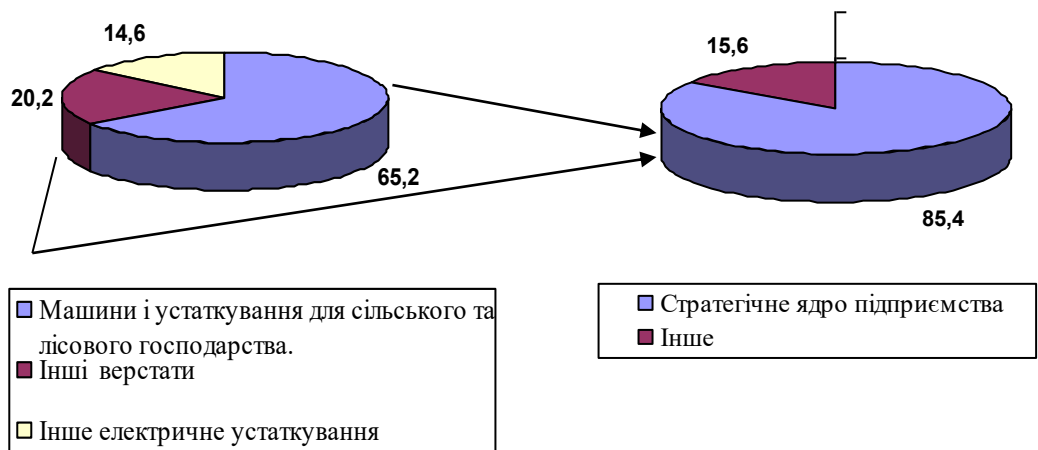 14,6
20,2
65,2
15,6
85,4
Машини і устаткування для сільського та
лісового господарства.
Інші верстати
Інше електричне устаткування
Стратегічне ядро підприємства
Інше